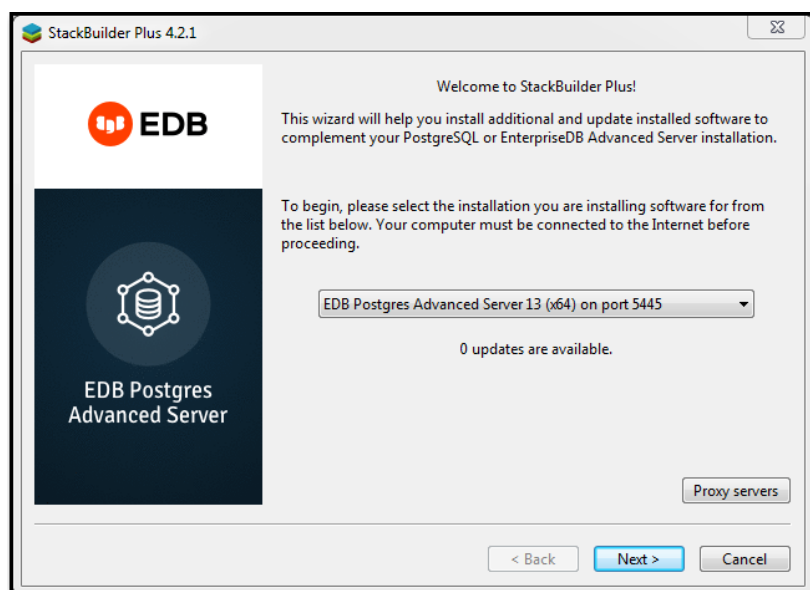 StackBuilder Plus 4.2.1
EDB
EDB Postgres
Advanced Server
Welcome to StackBuilder Plus!
This wizard will help you install additional and update installed software to
complement your PostgreSQL or EnterpriseDB Advanced Server installation.
To begin, please select the installation you are installing software for from
the list below. Your computer must be connected to the Internet before
proceeding.
EDB Postgres Advanced Server 13 (x64) on port 5445
0 updates are available.
Proxy servers
< Back
Next >
Cancel